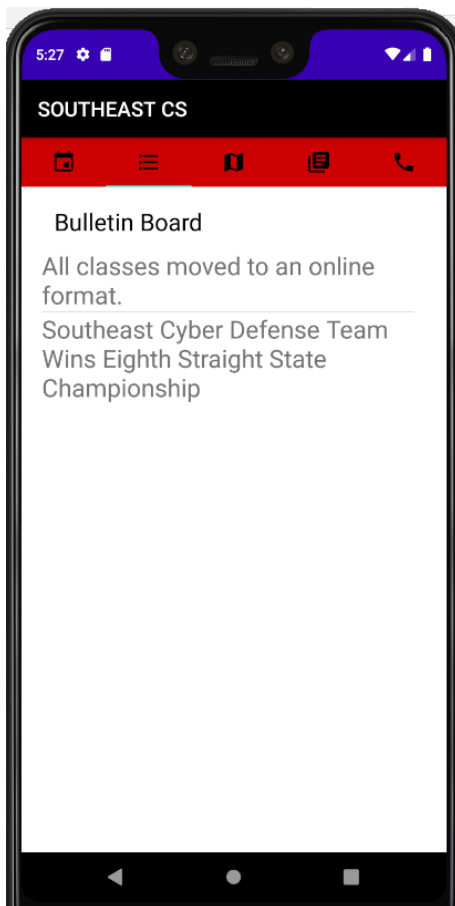 5:27
SOUTHEAST CS
Bulletin Board
All classes moved to an online
format.
Southeast Cyber Defense Team
Wins Eighth Straight State
Championship